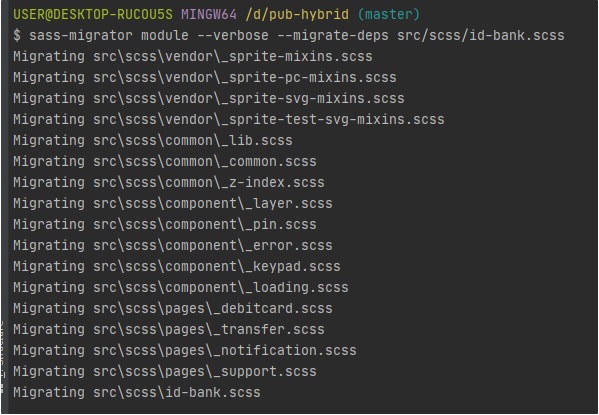 USER@DESKTOP-RUCOU5S MINGW64 /d/pub-hybrid (master)
$ sass-migrator module --verbose --migrate-deps src/scss/id-bank.scss
Migrating src\scss\vendor\_sprite-mixins.scss
Migrating src\scss\vendor\_sprite-pc-mixins.scss
Migrating src\scss\vendor\_sprite-svg-mixins.scss
Migrating src\scss\vendor\_sprite-test-svg-mixins.scss
Migrating src\scss\common\_lib.scss
Migrating src\scss\common\_common.scss
Migrating src\scss\common\_z-index.scss
Migrating src\scss\component\_layer.scss
Migrating src\scss\component\_pin.scss
Migrating src\scss\component\_error.scss
Migrating src\scss\component\_keypad.scss
Migrating src\scss\component\_loading.scss
Migrating src\scss\pages\_debitcard.scss
Migrating src\scss\pages\_transfer.scss
Migrating src\scss\pages\_notification.scss
Migrating src\scss\pages\_support.scss
Migrating src\scss\id-bank.scss